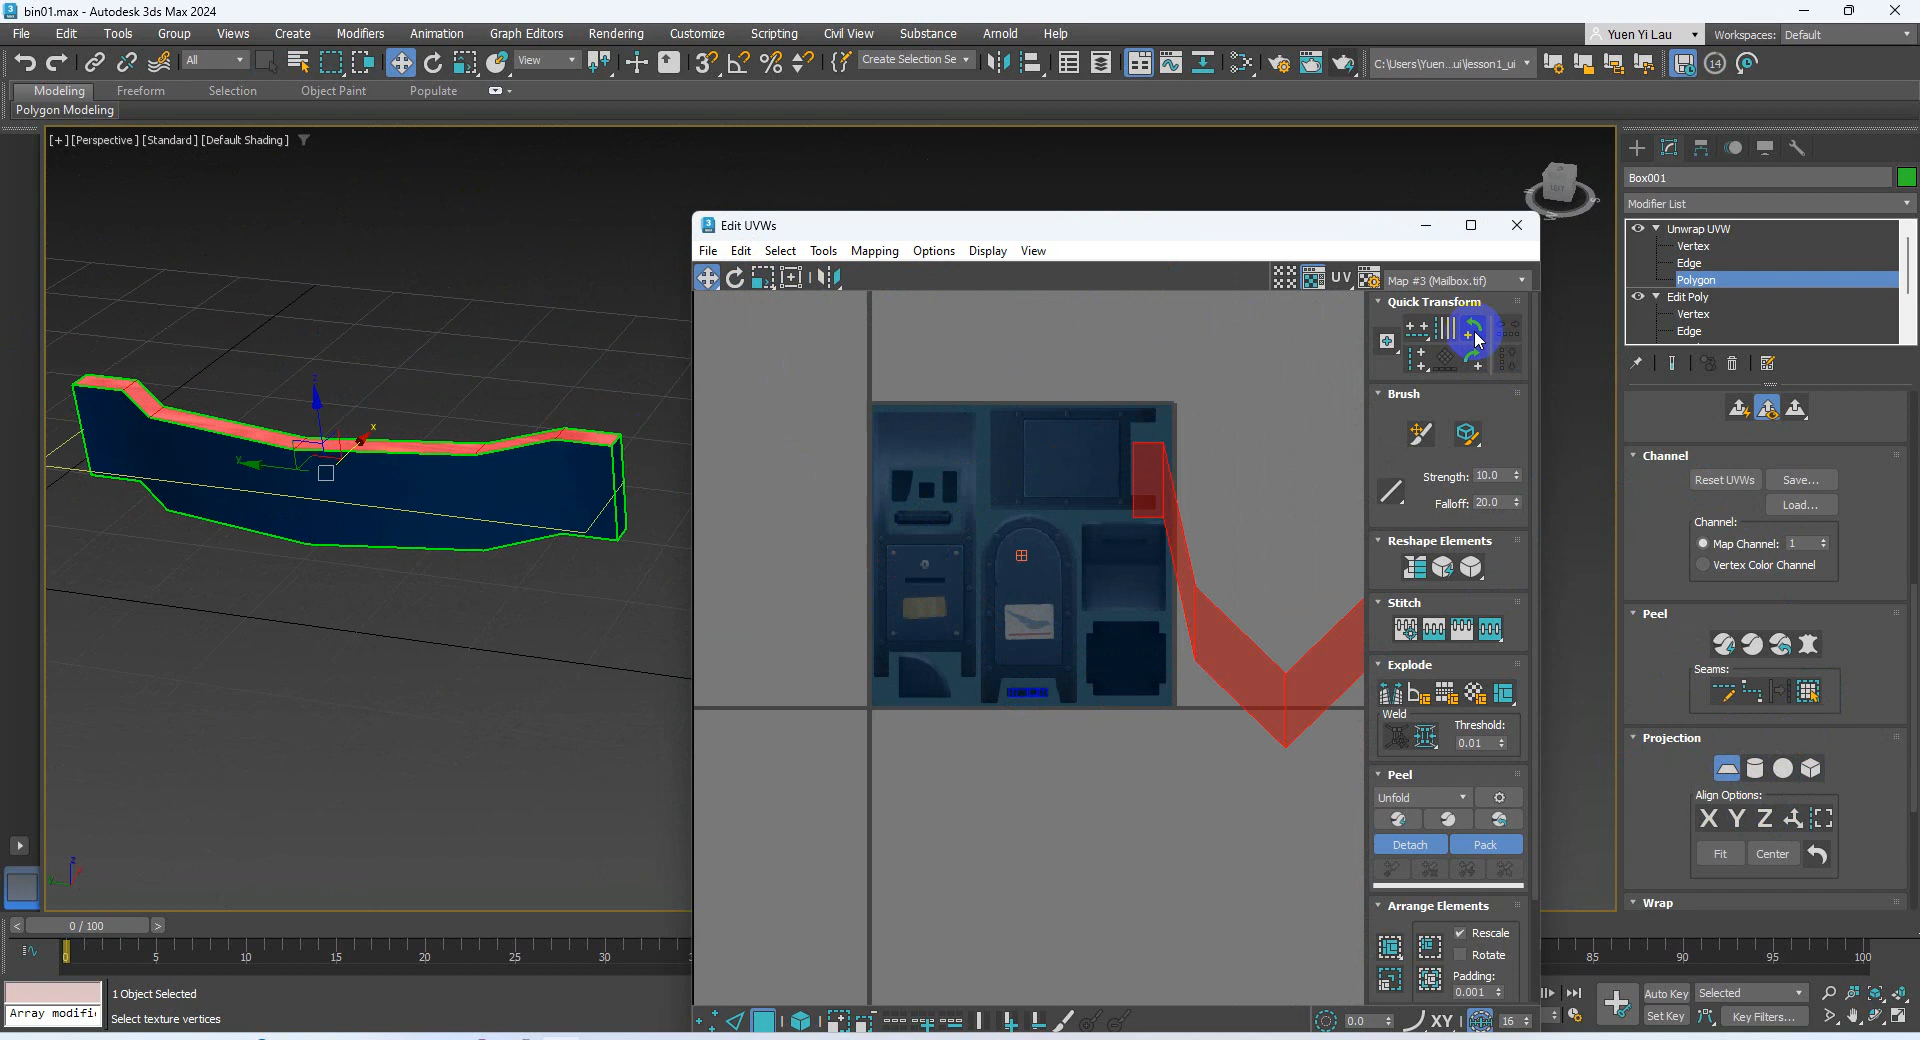 bin01.max - Autodesk 3ds Max 2024
File Edit Tools Group Views Create Modifiers Animation Graph Editors Rendering Customize Scripting Civil View Substance Arnold Help
Yuen Yi Lau Workspaces: Default
All View Create Selection Se C:\Users\Yuen...ui\lesson1_ui 14
Modeling Freeform Selection Object Paint Populate
Polygon Modeling
[+] [Perspective] [Standard] [Default Shading]
Box001
Modifier List
Unwrap UVW
Vertex
Edge
Polygon
Edit Poly
Vertex
Edge
Edit UVWs
File Edit Select Tools Mapping Options Display View
UV Map #3 (Mailbox.tif)
Quick Transform
Brush
Strength: 10.0
Falloff: 20.0
Reshape Elements
Stitch
Explode
Weld
Threshold:
0.01
Peel
Unfold
Detach Pack
Arrange Elements
Rescale
Rotate
Padding:
0.001
0.0 XY 16
Channel
Reset UVWs Save...
Load...
Channel:
Map Channel: 1
Vertex Color Channel
Peel
Seams:
Projection
Align Options:
X Y Z
Fit Center
Wrap
0 / 100
0 5 10 15 20 25 30 85 90 95 100
1 Object Selected
Array modifi
Select texture vertices
Auto Key Selected
Set Key Key Filters...